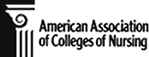 American Association
of Colleges of Nursing